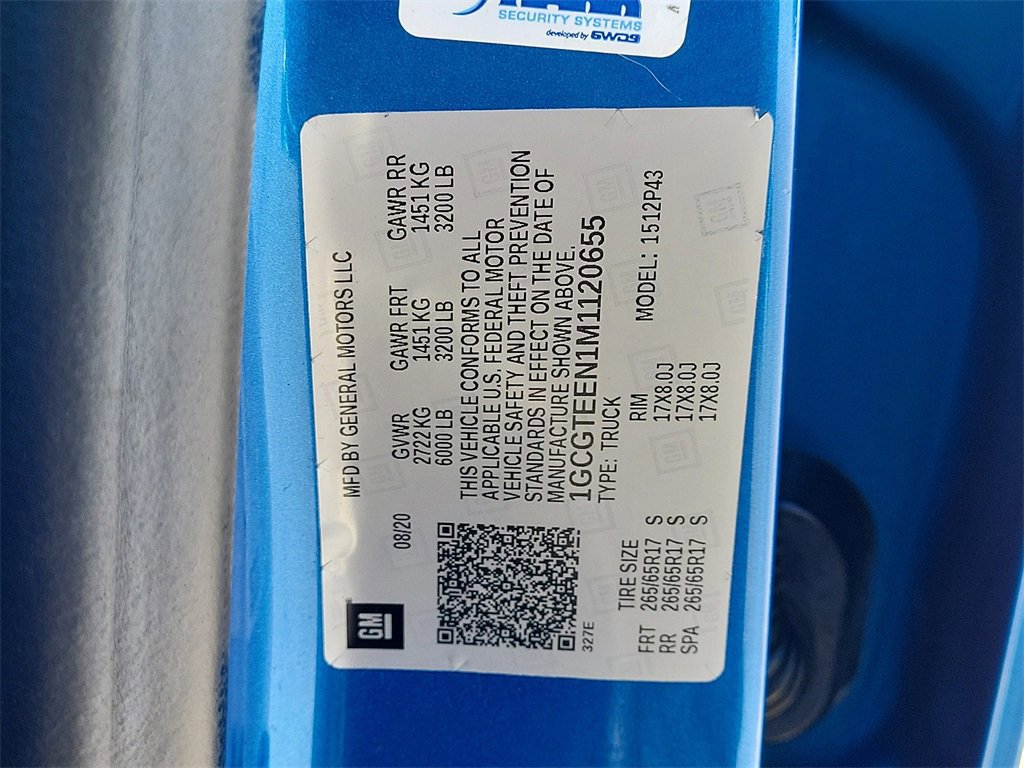 SECURITY SYSTEMS
developed by GWDS
GM
MFD BY GENERAL MOTORS LLC
08/20
GVWR GAWR FRT GAWR RR
2722 KG 1451 KG 1451 KG
6000 LB 3200 LB 3200 LB
THIS VEHICLE CONFORMS TO ALL
APPLICABLE U.S. FEDERAL MOTOR
VEHICLE SAFETY AND THEFT PREVENTION
STANDARDS IN EFFECT ON THE DATE OF
MANUFACTURE SHOWN ABOVE.
1GCGTEEN1M1120655
TYPE: TRUCK
327E
MODEL: 1512P43
TIRE SIZE RIM
FRT 265/65R17 S 17X8.0J
RR 265/65R17 S 17X8.0J
SPA 265/65R17 S 17X8.0J